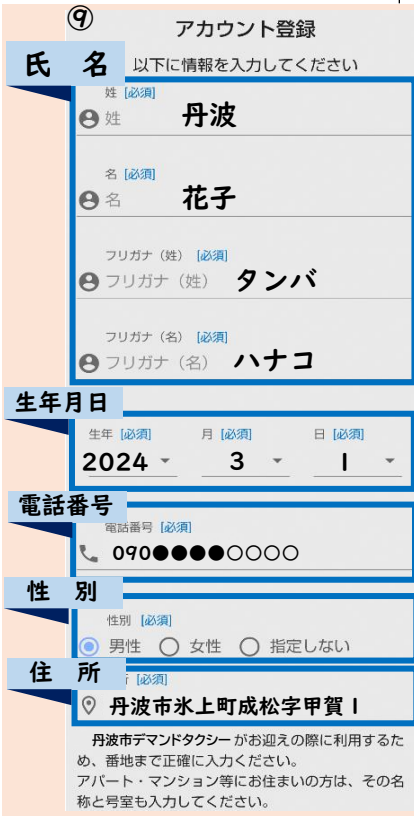 ⑨
アカウント登録
氏 名
以下に情報を入力してください
姓 [必須]
姓 丹波
名 [必須]
名 花子
フリガナ（姓） [必須]
フリガナ（姓） タンバ
フリガナ（名） [必須]
フリガナ（名） ハナコ
生年月日
生年 [必須] 月 [必須] 日 [必須]
2024 3 1
電話番号
電話番号 [必須]
090●●●●○○○○
性 別
性別 [必須]
男性 女性 指定しない
住 所
所 [必須]
丹波市氷上町成松字甲賀1
丹波市デマンドタクシーがお迎えの際に利用するた
め、番地まで正確に入力ください。
アパート・マンション等にお住まいの方は、その名
称と号室も入力してください。